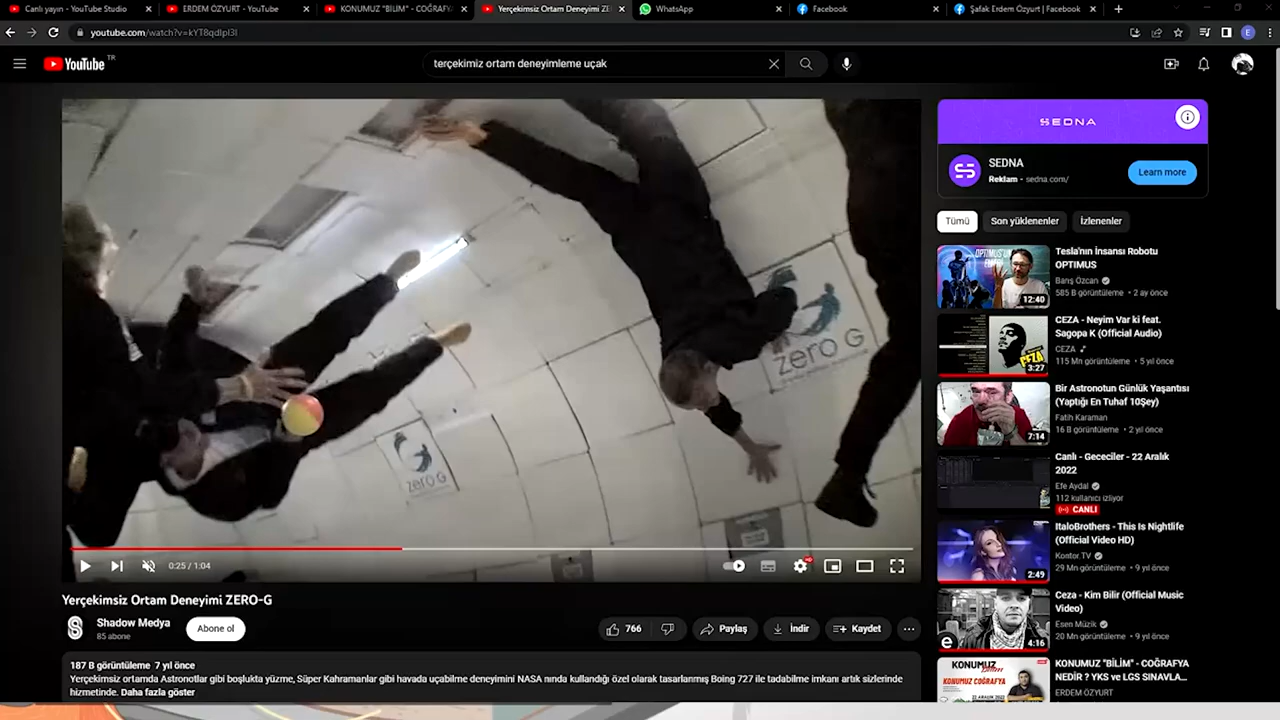 Canlı yayın - YouTube Studio
ERDEM ÖZYURT - YouTube
KONUMUZ "BİLİM" - COĞRAFY
Yerçekimsiz Ortam Deneyimi ZE
WhatsApp
Facebook
Şafak Erdem Özyurt | Facebook
youtube.com/watch?v=kYT8qdlpl3I
YouTube TR
terçekimiz ortam deneyimleme uçak
zero G
zero G
0:25 / 1:04
Yerçekimsiz Ortam Deneyimi ZERO-G
Shadow Medya
85 abone
Abone ol
766
Paylaş
İndir
Kaydet
187 B görüntüleme 7 yıl önce
Yerçekimsiz ortamda Astronotlar gibi boşlukta yüzme, Süper Kahramanlar gibi havada uçabilme deneyimini NASA nında kullandığı özel olarak tasarlanmış Boing 727 ile tadabilme imkanı artık sizlerinde
hizmetinde. Daha fazla göster
SEDNA
SEDNA
Reklam - sedna.com/
Learn more
Tümü
Son yüklenenler
İzlenenler
12:40
Tesla'nın İnsansı Robotu
OPTIMUS
Barış Özcan
585 B görüntüleme • 2 ay önce
CEZA
3:27
CEZA - Neyim Var ki feat.
Sagopa K (Official Audio)
CEZA
115 Mn görüntüleme • 5 yıl önce
7:14
Bir Astronotun Günlük Yaşantısı
(Yaptığı En Tuhaf 10Şey)
Fatih Karaman
16 B görüntüleme • 2 yıl önce
Canlı - Gececiler - 22 Aralık
2022
Efe Aydal
112 kullanıcı izliyor
CANLI
2:49
ItaloBrothers - This Is Nightlife
(Official Video HD)
Kontor.TV
29 Mn görüntüleme • 9 yıl önce
4:16
Ceza - Kim Bilir (Official Music
Video)
Esen Müzik
20 Mn görüntüleme • 9 yıl önce
KONUMUZ
KONUMUZ COĞRAFYA
22 ARALIK 2022
KONUMUZ "BİLİM" - COĞRAFYA
NEDİR ? YKS ve LGS SINAVLA...
ERDEM ÖZYURT